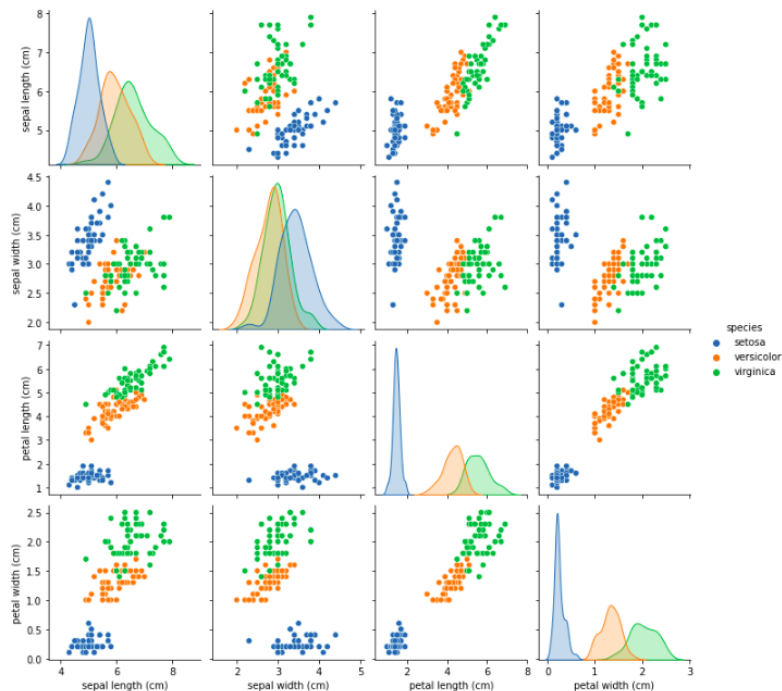 sepal length (cm)
8
7
6
5
sepal width (cm)
4.5
4.0
3.5
3.0
2.5
2.0
petal length (cm)
7
6
5
4
3
2
1
petal width (cm)
2.5
2.0
1.5
1.0
0.5
0.0
4 6 8
sepal length (cm)
2 3 4 5
sepal width (cm)
0 2 4 6 8
petal length (cm)
0 1 2 3
petal width (cm)
species
setosa
versicolor
virginica